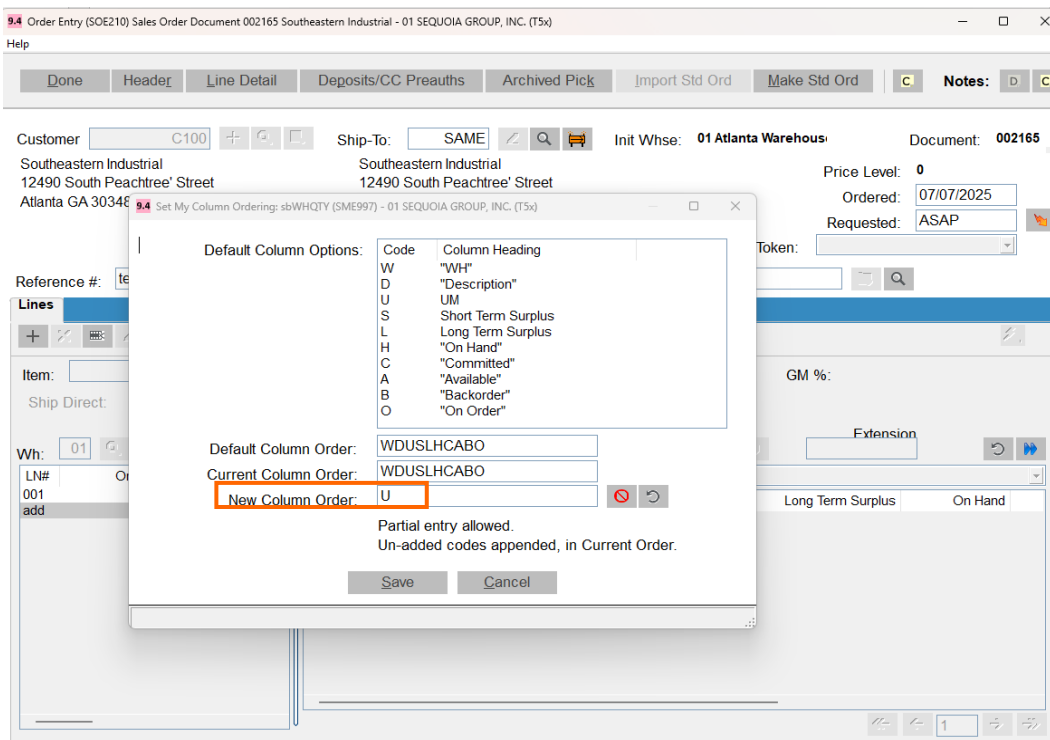 9.4 Order Entry (SOE210) Sales Order Document 002165 Southeastern Industrial - 01 SEQUOIA GROUP, INC. (T5x)
Help
Done Header Line Detail Deposits/CC Preauths Archived Pick Import Std Ord Make Std Ord C Notes: D C
Customer C100 Ship-To: SAME Init Whse: 01 Atlanta Warehous Document: 002165
Southeastern Industrial Southeastern Industrial
12490 South Peachtree' Street 12490 South Peachtree' Street Price Level: 0
Atlanta GA 30348 Ordered: 07/07/2025
Requested: ASAP
Token:
Reference #: te
Lines
Item: GM %:
Ship Direct:
Extension
Wh: 01
LN# Or
001 Long Term Surplus On Hand
add
1
9.4 Set My Column Ordering: sbWHQTY (SME997) - 01 SEQUOIA GROUP, INC. (T5x)
Default Column Options: Code Column Heading
W "WH"
D "Description"
U UM
S Short Term Surplus
L Long Term Surplus
H "On Hand"
C "Committed"
A "Available"
B "Backorder"
O "On Order"
Default Column Order: WDUSLHCABO
Current Column Order: WDUSLHCABO
New Column Order: U
Partial entry allowed.
Un-added codes appended, in Current Order.
Save Cancel